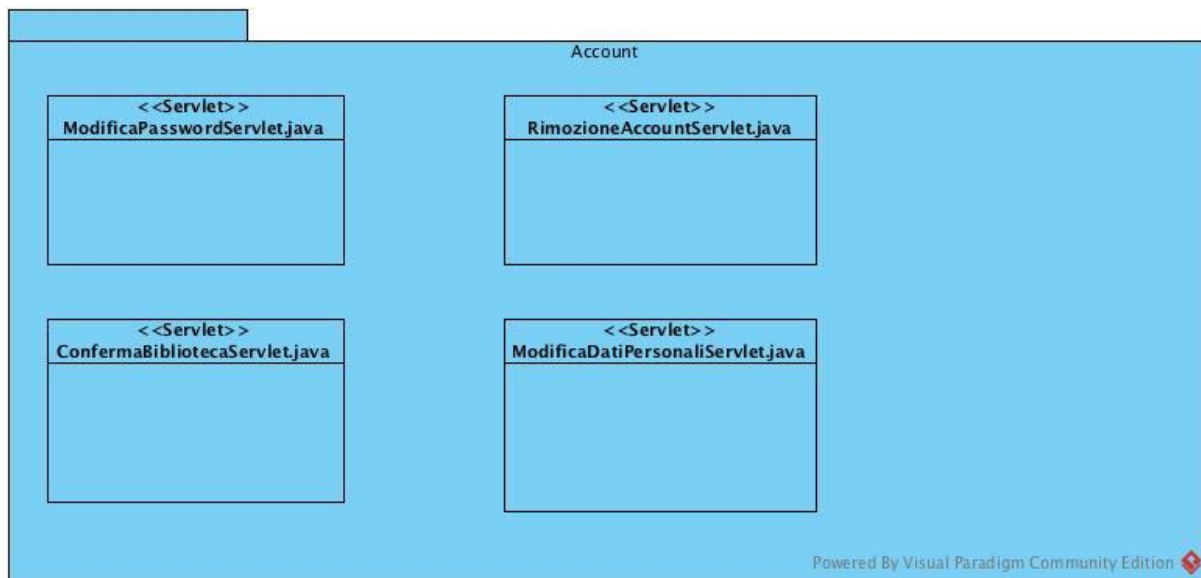 Account
<<Servlet>>
ModificaPasswordServlet.java
<<Servlet>>
RimozioneAccountServlet.java
<<Servlet>>
ConfermaBibliotecaServlet.java
<<Servlet>>
ModificaDatiPersonaliServlet.java
Powered By Visual Paradigm Community Edition